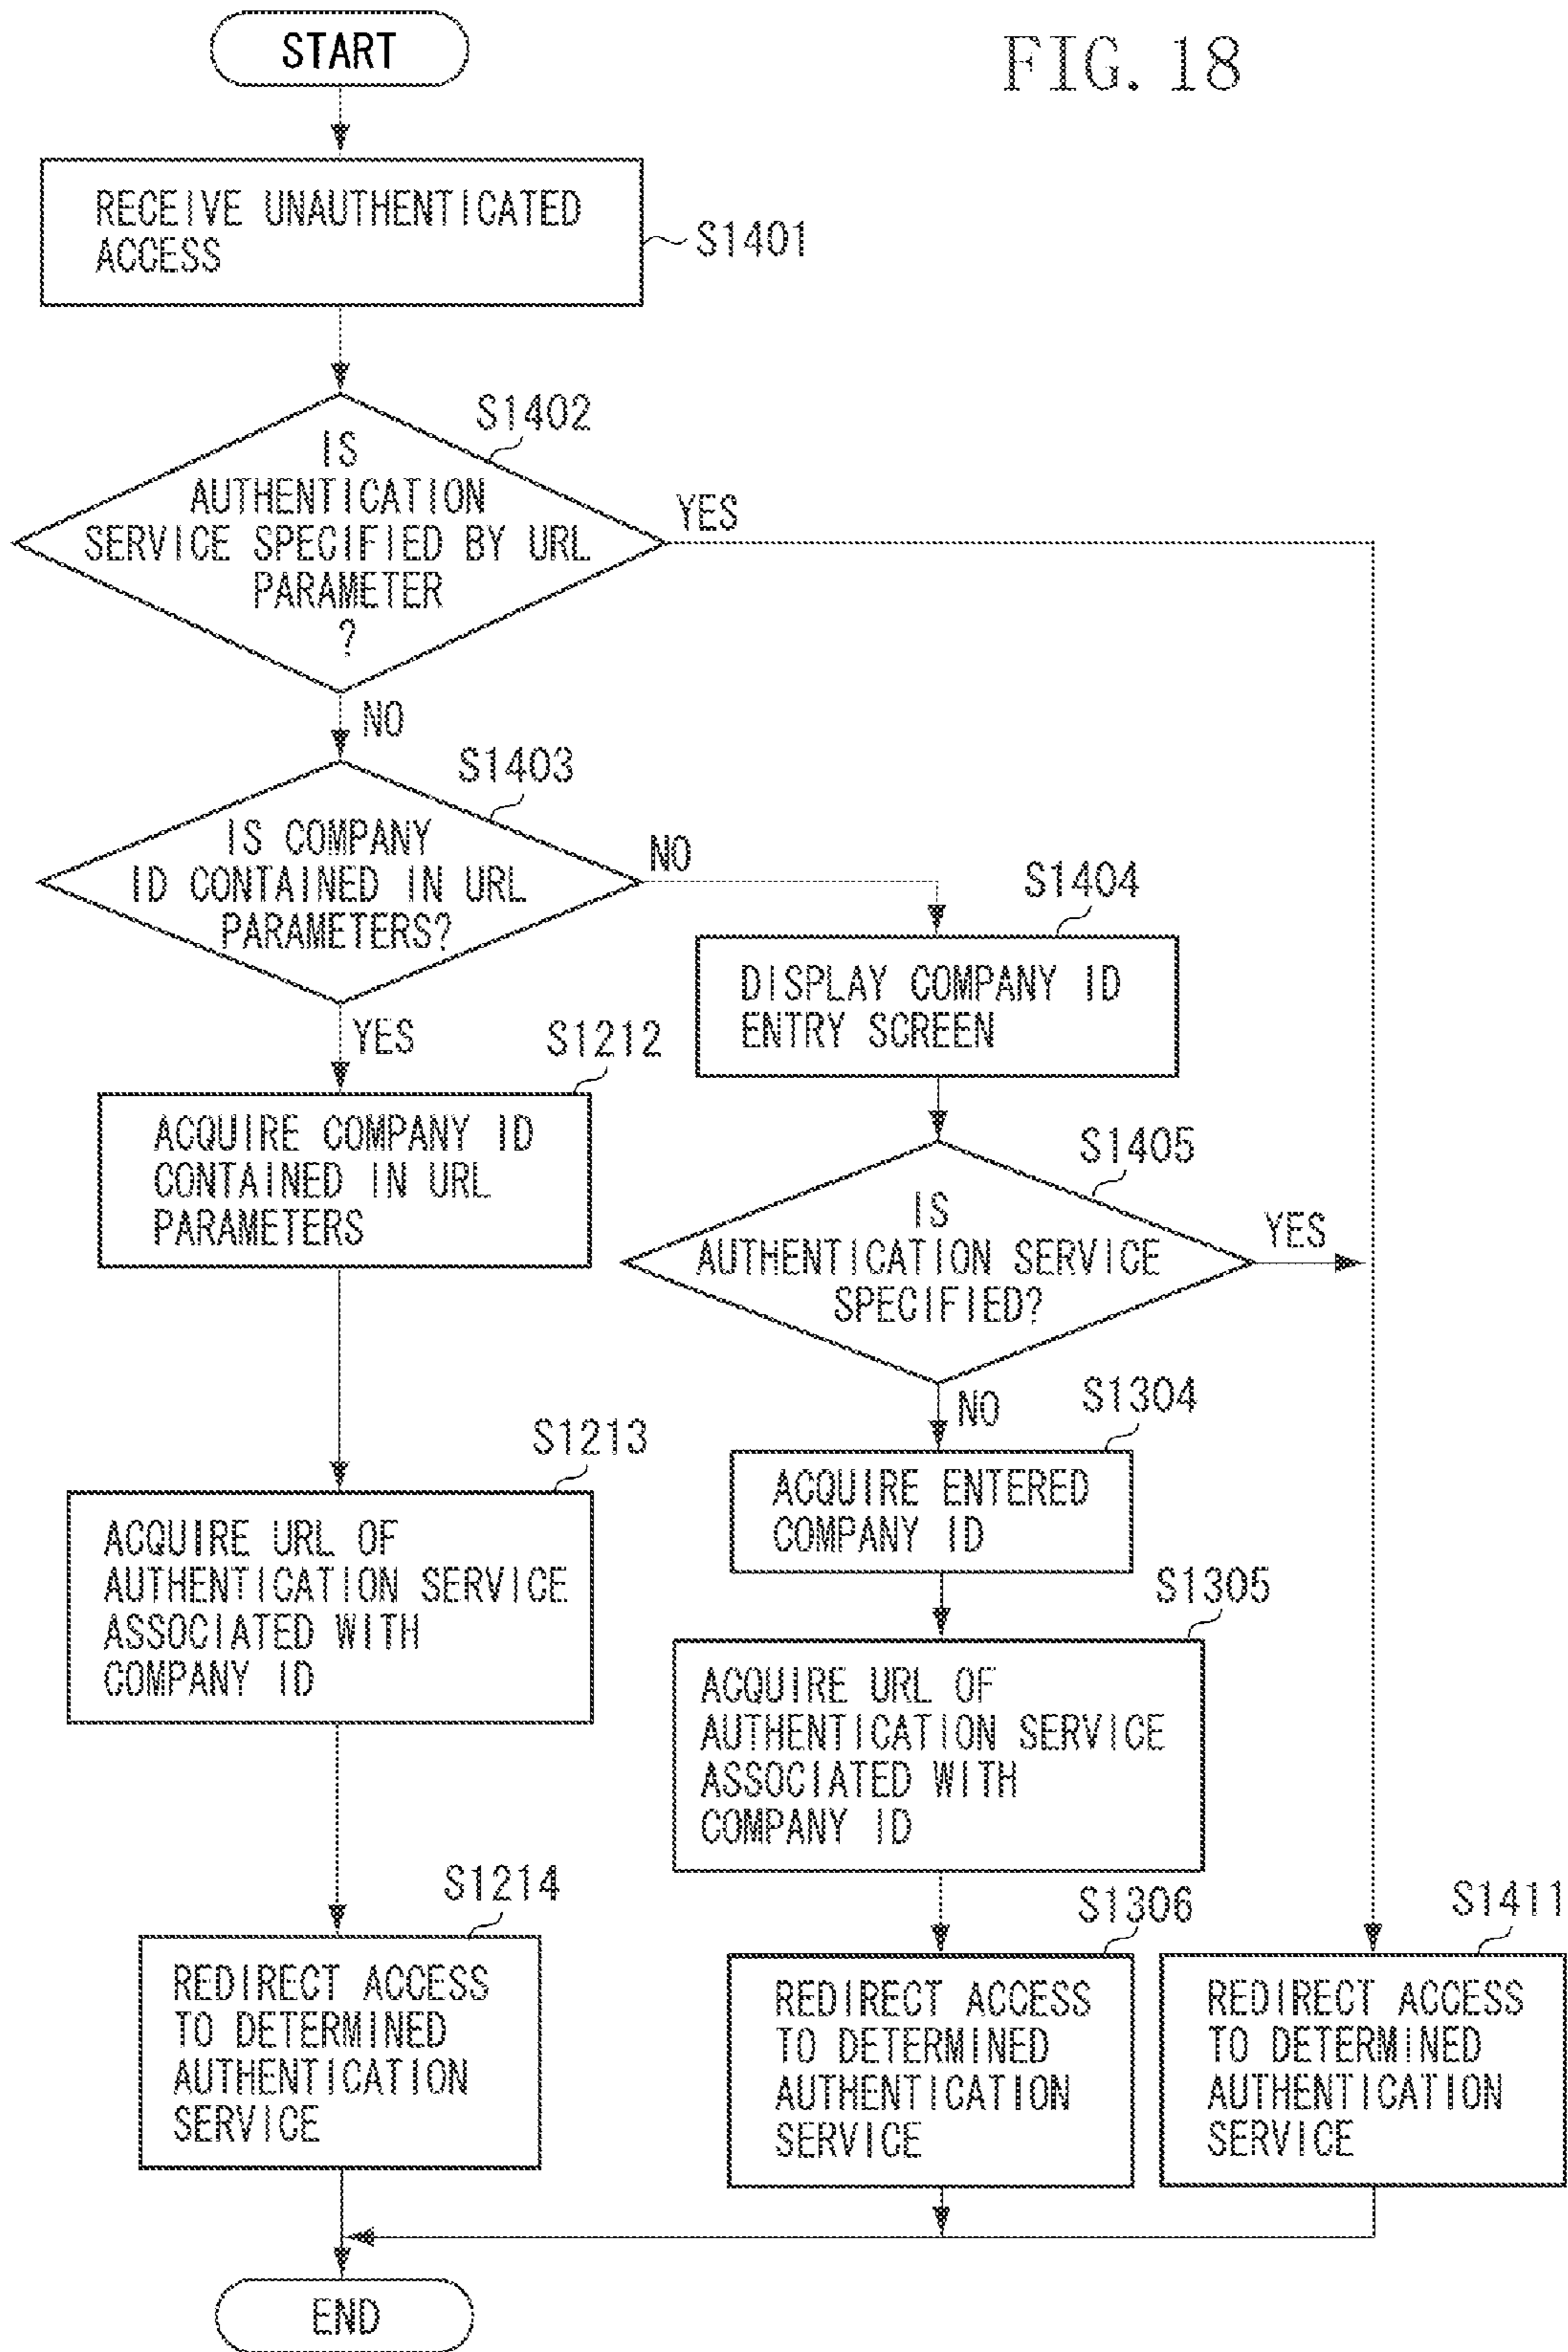 START
FIG. 18
RECEIVE UNAUTHENTICATED
ACCESS
S1401
S1402
IS
AUTHENTICATION
SERVICE SPECIFIED BY URL
PARAMETER
?
YES
NO
S1403
IS COMPANY
ID CONTAINED IN URL
PARAMETERS?
NO
YES
S1404
DISPLAY COMPANY ID
ENTRY SCREEN
S1212
ACQUIRE COMPANY ID
CONTAINED IN URL
PARAMETERS
S1405
IS
AUTHENTICATION SERVICE
SPECIFIED?
YES
NO
S1304
ACQUIRE ENTERED
COMPANY ID
S1213
ACQUIRE URL OF
AUTHENTICATION SERVICE
ASSOCIATED WITH
COMPANY ID
S1305
ACQUIRE URL OF
AUTHENTICATION SERVICE
ASSOCIATED WITH
COMPANY ID
S1214
REDIRECT ACCESS
TO DETERMINED
AUTHENTICATION
SERVICE
S1306
REDIRECT ACCESS
TO DETERMINED
AUTHENTICATION
SERVICE
S1411
REDIRECT ACCESS
TO DETERMINED
AUTHENTICATION
SERVICE
END